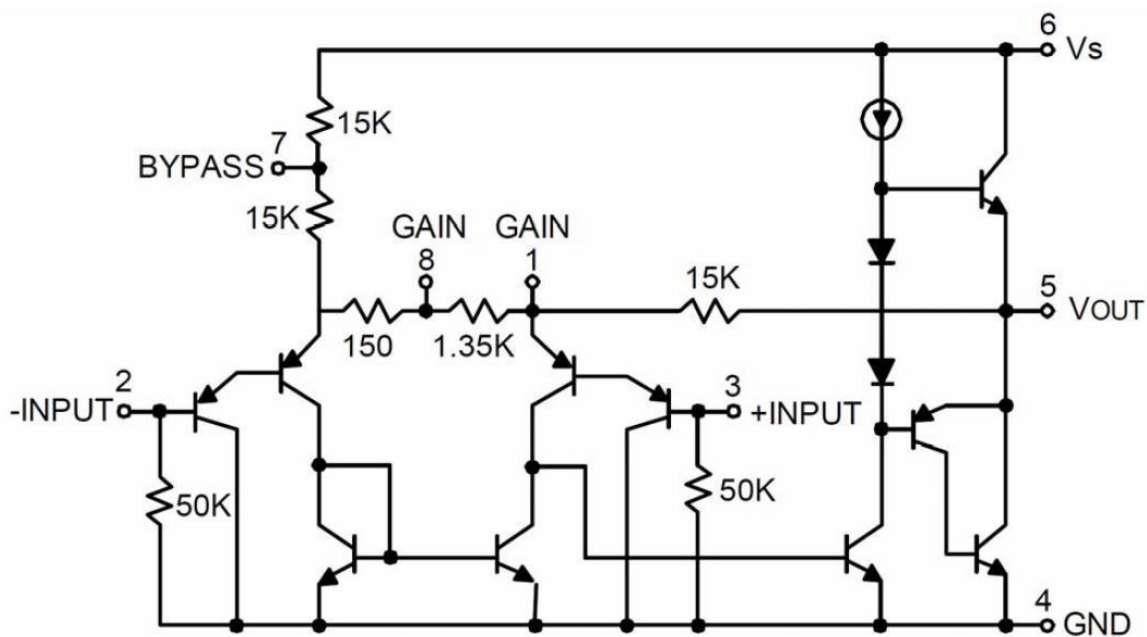 6
Vs
15K
7
BYPASS
15K
GAIN GAIN
8 1
15K
5
VOUT
150 1.35K
2
-INPUT
3
+INPUT
50K
50K
4
GND